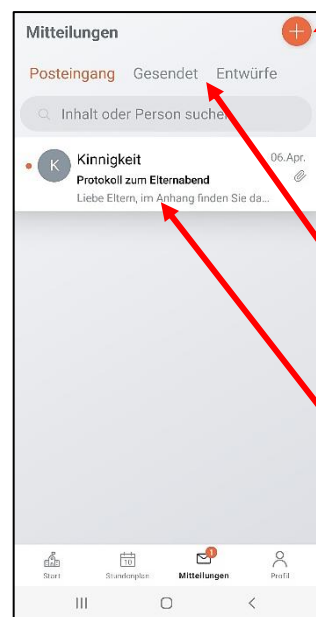 Mitteilungen
Posteingang Gesendet Entwürfe
Inhalt oder Person suchen
K Kinnigkeit 06.Apr.
Protokoll zum Elternabend
Liebe Eltern, im Anhang finden Sie da...
10 1
Start Stundenplan Mitteilungen Profil